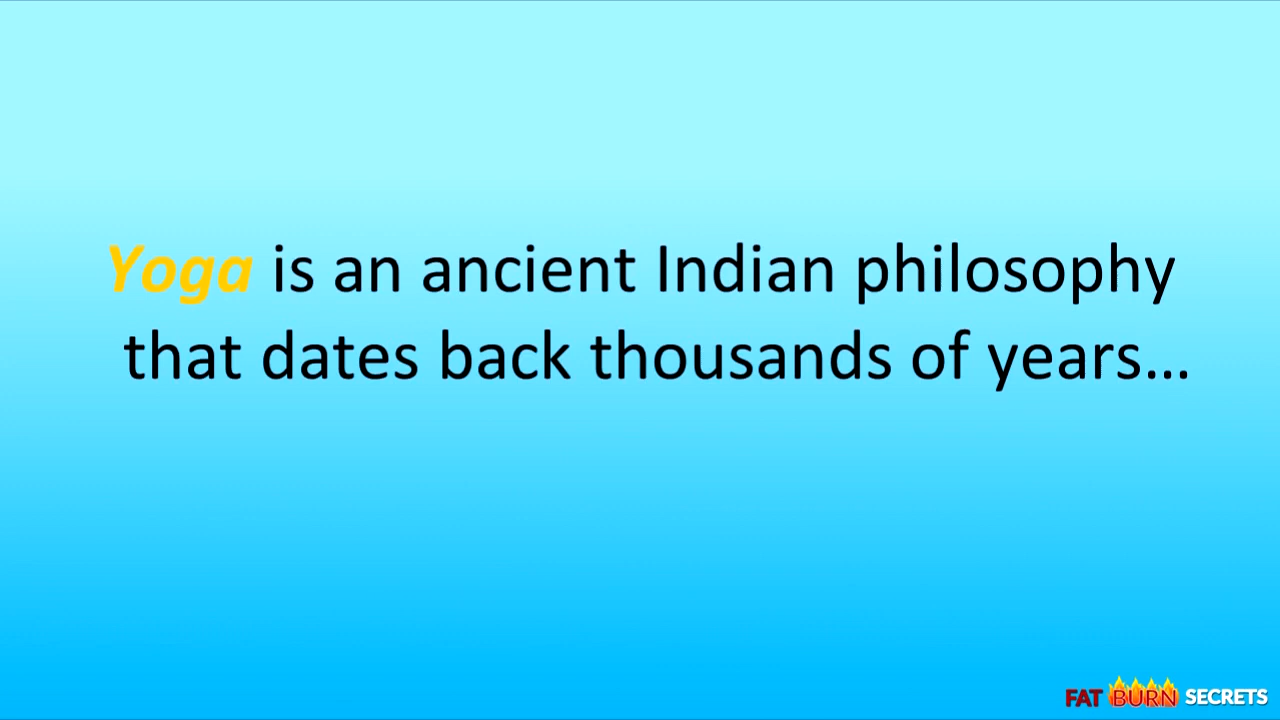 Yoga is an ancient Indian philosophy
that dates back thousands of years...
FAT BURN SECRETS